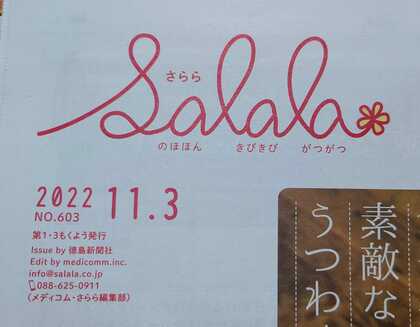 さらら
Salala
のほほん きびきび がつがつ
2022 11.3
NO.603
第1・3もくよう発行
Issue by 徳島新聞社
Edit by medicomm.inc.
info@salala.co.jp
088-625-0911
(メディコム・さらら編集部)
素敵な
うつわ